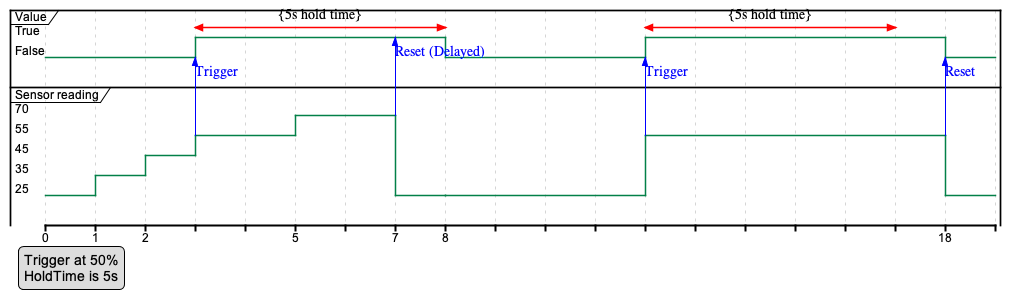 Value
{5s hold time}
{5s hold time}
True
False
Reset (Delayed)
Trigger
Trigger
Reset
Sensor reading
70
55
45
35
25
0 1 2 5 7 8 18
Trigger at 50%
HoldTime is 5s